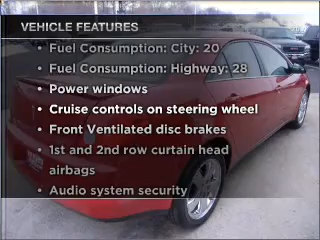 VEHICLE FEATURES
• Fuel Consumption: City: 20
• Fuel Consumption: Highway: 28
• Power windows
• Cruise controls on steering wheel
• Front Ventilated disc brakes
• 1st and 2nd row curtain head
airbags
• Audio system security